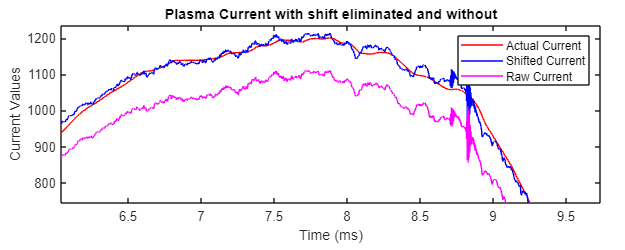 Plasma Current with shift eliminated and without
Current Values
1200
1100
1000
900
800
Actual Current
Shifted Current
Raw Current
6.5 7 7.5 8 8.5 9 9.5
Time (ms)